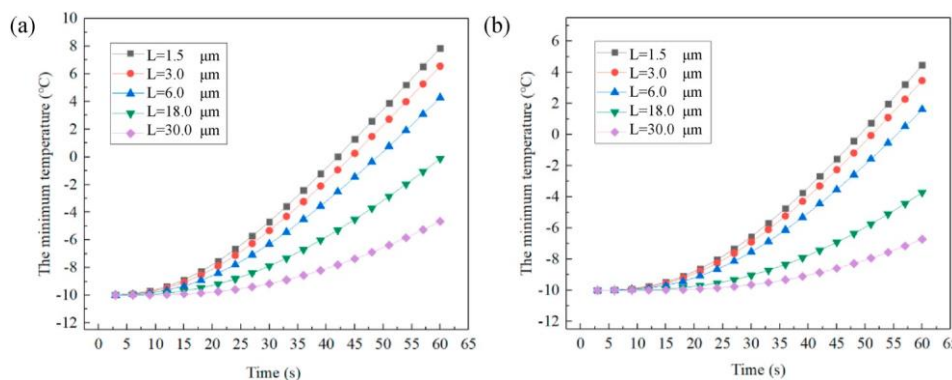 (a)
The minimum temperature (℃)
10
8
6
4
2
0
-2
-4
-6
-8
-10
-12
L=1.5 μm
L=3.0 μm
L=6.0 μm
L=18.0 μm
L=30.0 μm
0 5 10 15 20 25 30 35 40 45 50 55 60 65
Time (s)
(b)
The minimum temperature (℃)
6
4
2
0
-2
-4
-6
-8
-10
-12
L=1.5 μm
L=3.0 μm
L=6.0 μm
L=18.0 μm
L=30.0 μm
0 5 10 15 20 25 30 35 40 45 50 55 60 65
Time (s)